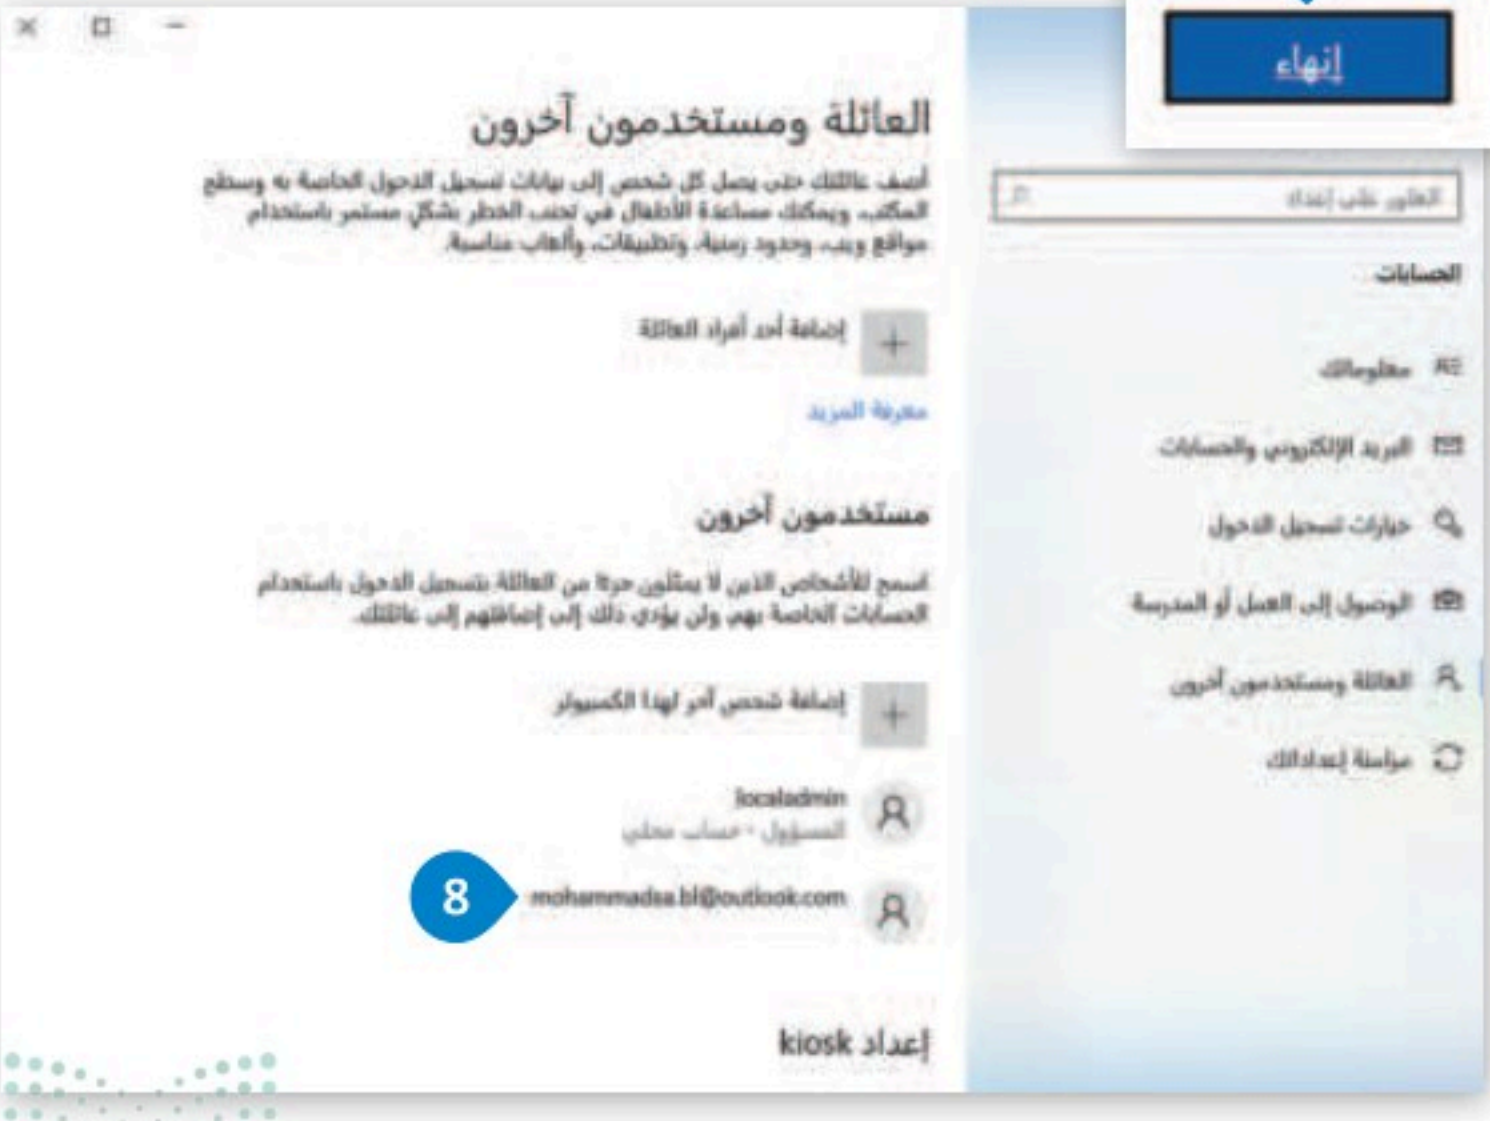 إنهاء
العثور على إعداد
الحسابات
معلوماتك
البريد الإلكتروني والحسابات
خيارات تسجيل الدخول
الوصول إلى العمل أو المدرسة
العائلة ومستخدمون آخرون
مزامنة إعداداتك
العائلة ومستخدمون آخرون
أضف عائلتك حتى يصل كل شخص إلى بيانات تسجيل الدخول الخاصة به وسطح
المكتب، ويمكنك مساعدة الأطفال في تجنب الخطر بشكل مستمر باستخدام
مواقع ويب، وحدود زمنية، وتطبيقات، وألعاب مناسبة.
إضافة أحد أفراد العائلة
معرفة المزيد
مستخدمون آخرون
اسمح للأشخاص الذين لا يمثلون جزءًا من العائلة بتسجيل الدخول باستخدام
الحسابات الخاصة بهم، ولن يؤدي ذلك إلى إضافتهم إلى عائلتك.
إضافة شخص آخر لهذا الكمبيوتر
localadmin
المسؤول - حساب محلي
mohammadsa.bl@outlook.com
8
إعداد kiosk